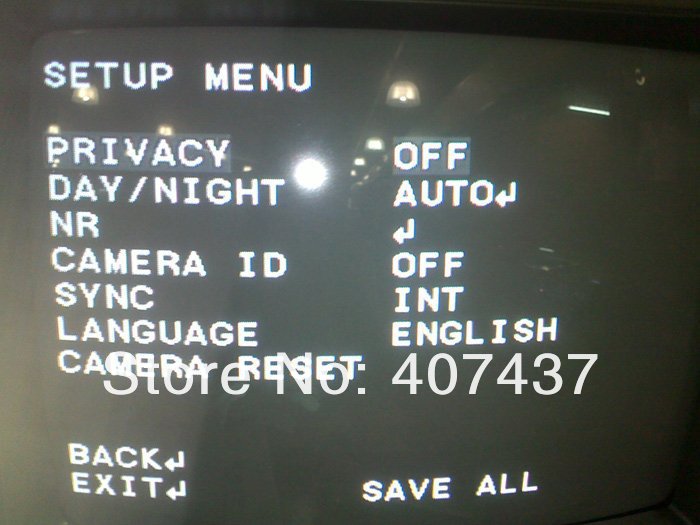 SETUP MENU
PRIVACY OFF
DAY/NIGHT AUTO↲
NR ↲
CAMERA ID OFF
SYNC INT
LANGUAGE ENGLISH
CAMERA RESET
Store No: 407437
BACK↲
EXIT↲ SAVE ALL